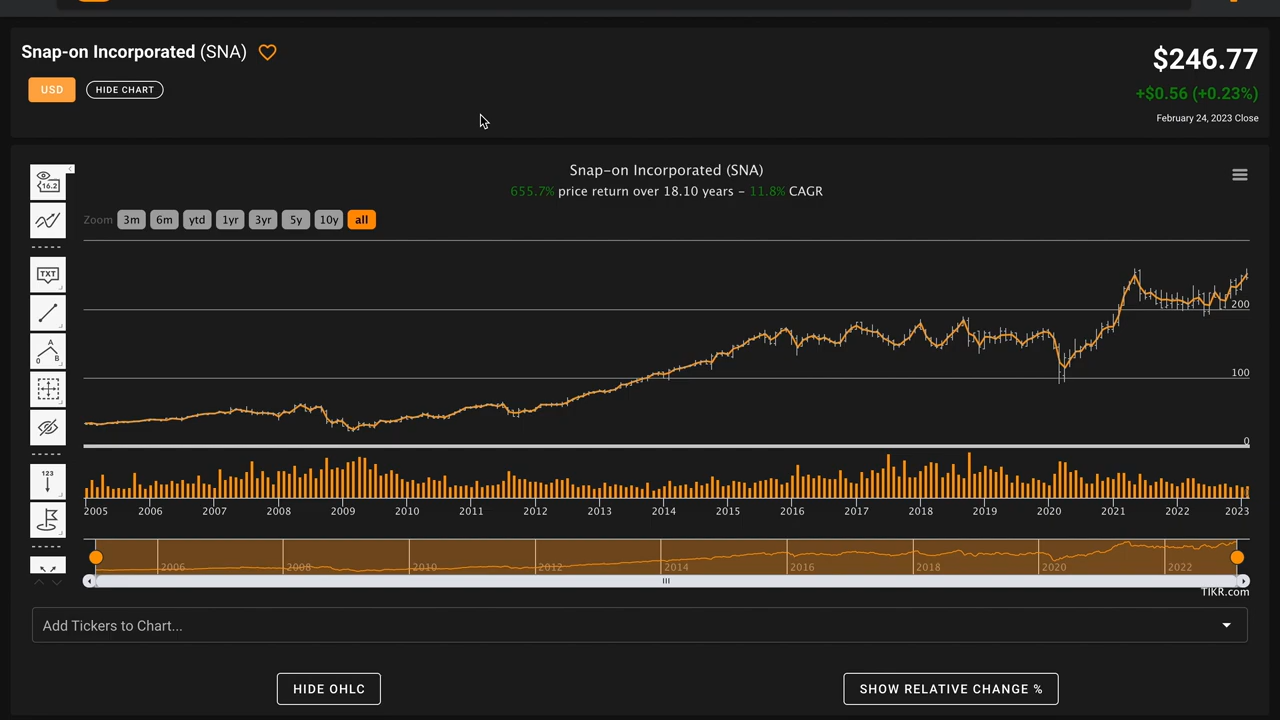 Snap-on Incorporated (SNA)
$246.77
USD
HIDE CHART
+$0.56 (+0.23%)
February 24, 2023 Close
Snap-on Incorporated (SNA)
655.7% price return over 18.10 years – 11.8% CAGR
Zoom 3m 6m ytd 1yr 3yr 5y 10y all
16.2
TXT
A
0 B
123
200
100
0
2005 2006 2007 2008 2009 2010 2011 2012 2013 2014 2015 2016 2017 2018 2019 2020 2021 2022 2023
2006 2008 2010 2012 2014 2016 2018 2020 2022
TIKR.com
Add Tickers to Chart...
HIDE OHLC
SHOW RELATIVE CHANGE %